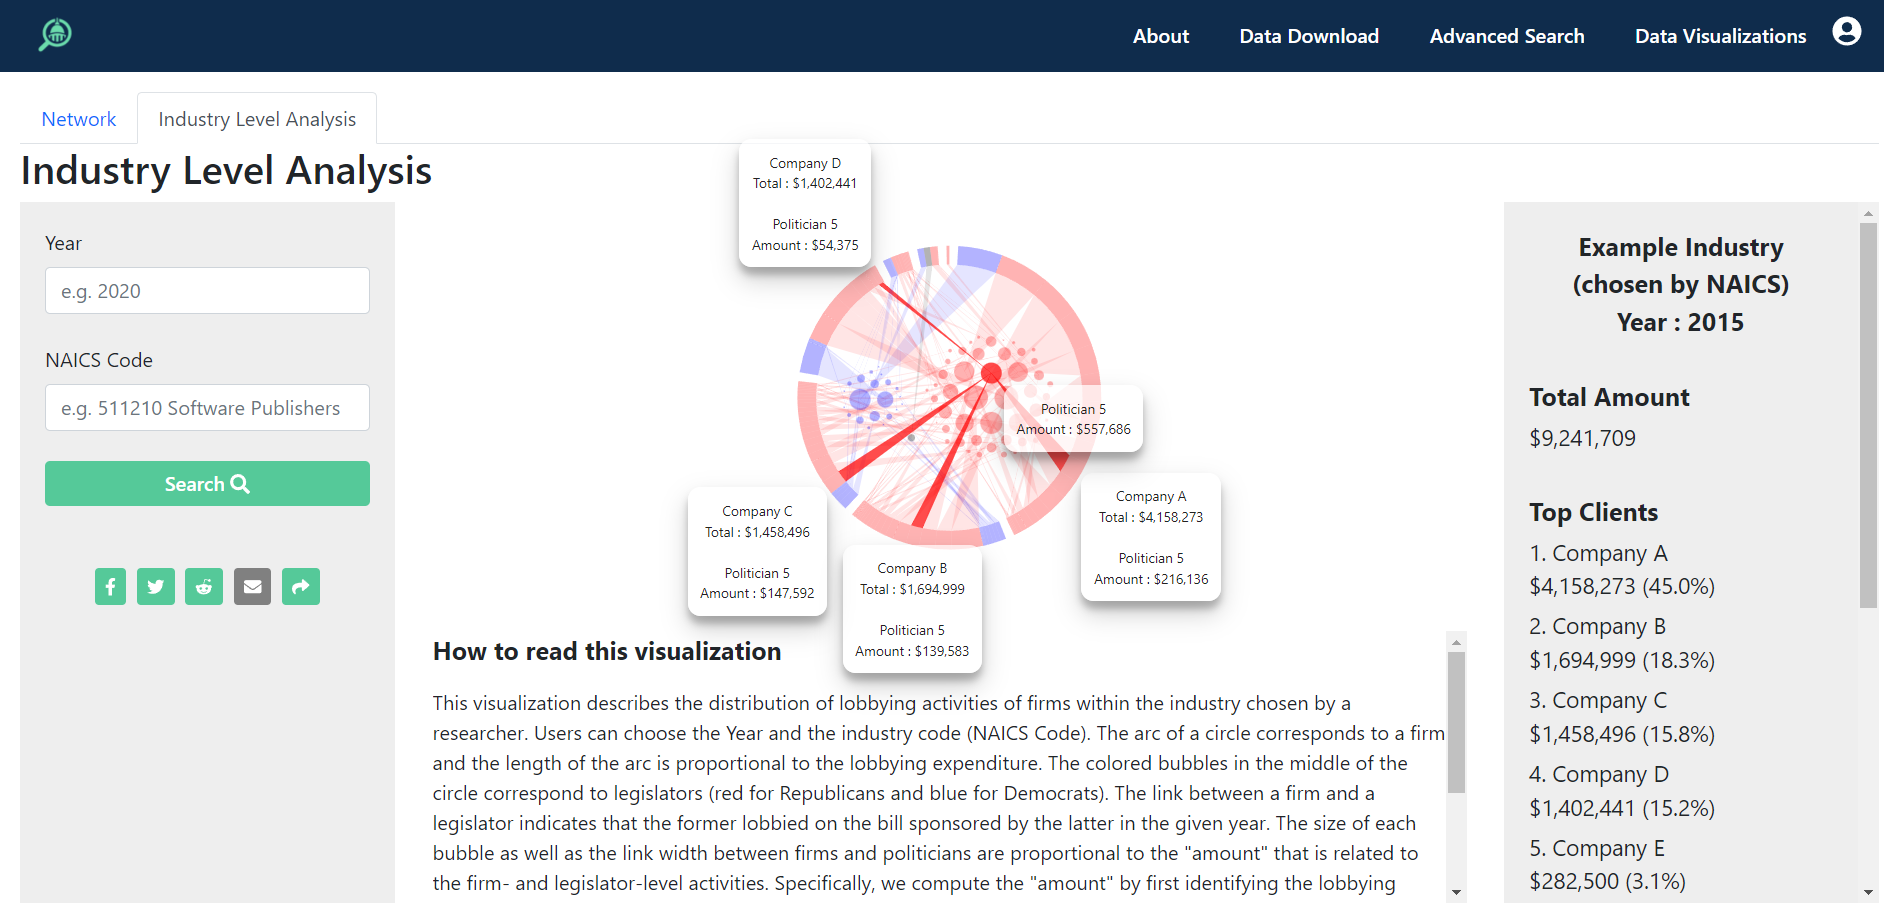 About
Data Download
Advanced Search
Data Visualizations
Network
Industry Level Analysis
Industry Level Analysis
Year
e.g. 2020
NAICS Code
e.g. 511210 Software Publishers
Search
Company D
Total : $1,402,441
Politician 5
Amount : $54,375
Politician 5
Amount : $557,686
Company A
Total : $4,158,273
Politician 5
Amount : $216,136
Company C
Total : $1,458,496
Politician 5
Amount : $147,592
Company B
Total : $1,694,999
Politician 5
Amount : $139,583
How to read this visualization
This visualization describes the distribution of lobbying activities of firms within the industry chosen by a
researcher. Users can choose the Year and the industry code (NAICS Code). The arc of a circle corresponds to a firm
and the length of the arc is proportional to the lobbying expenditure. The colored bubbles in the middle of the
circle correspond to legislators (red for Republicans and blue for Democrats). The link between a firm and a
legislator indicates that the former lobbied on the bill sponsored by the latter in the given year. The size of each
bubble as well as the link width between firms and politicians are proportional to the "amount" that is related to
the firm- and legislator-level activities. Specifically, we compute the "amount" by first identifying the lobbying
Example Industry
(chosen by NAICS)
Year : 2015
Total Amount
$9,241,709
Top Clients
1. Company A
$4,158,273 (45.0%)
2. Company B
$1,694,999 (18.3%)
3. Company C
$1,458,496 (15.8%)
4. Company D
$1,402,441 (15.2%)
5. Company E
$282,500 (3.1%)